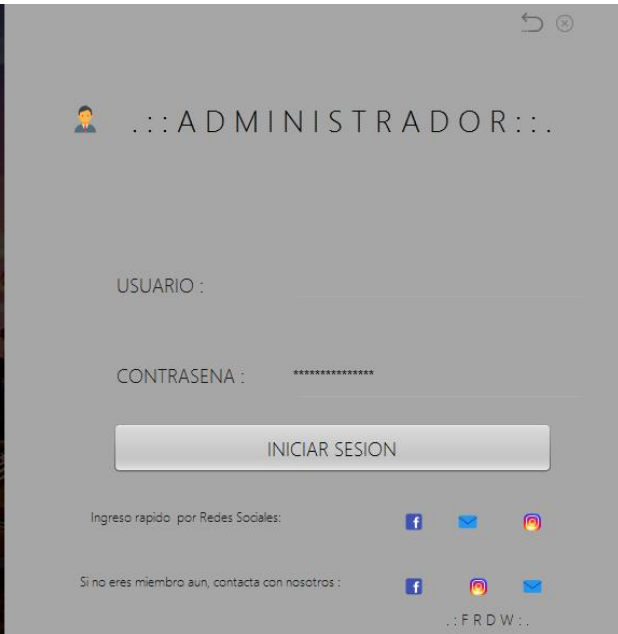 .::ADMINISTRADOR::.
USUARIO :
CONTRASENA : ***************
INICIAR SESION
Ingreso rapido por Redes Sociales:
Si no eres miembro aun, contacta con nosotros :
.:FRDW:.